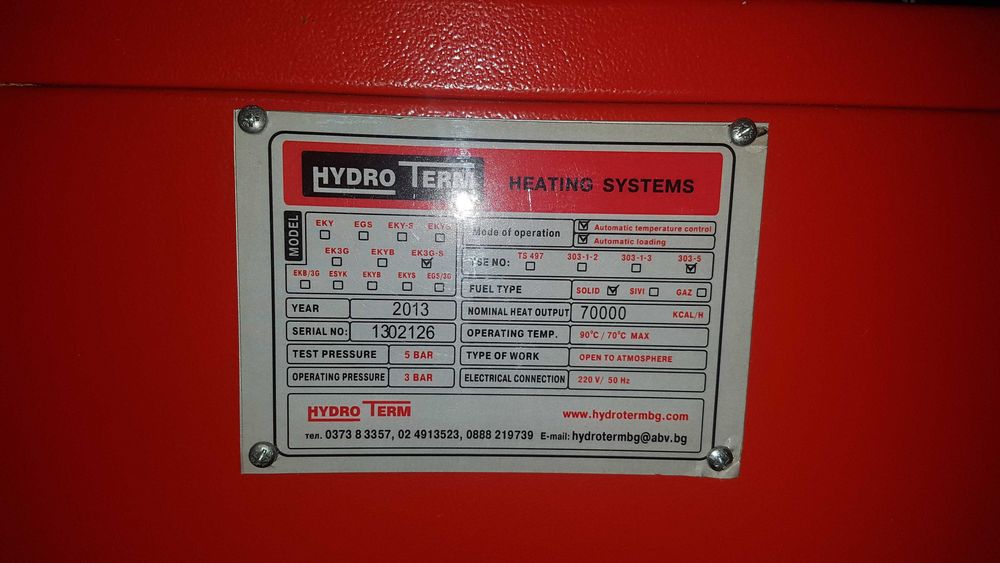 HYDRO TERM HEATING SYSTEMS
MODEL
EKY EGS EKY-S
EK3G EKYB EK3G-S
EKB/3G ESYK EKYB EKYS EGS/3G
Mode of operation Automatic temperature control
Automatic loading
TSE NO: TS 497 303-1-2 303-1-3 303-5
FUEL TYPE SOLID SIVI GAZ
YEAR 2013
NOMINAL HEAT OUTPUT 70000 KCAL/H
SERIAL NO: 1302126
OPERATING TEMP. 90°C / 70°C MAX
TEST PRESSURE 5 BAR
TYPE OF WORK OPEN TO ATMOSPHERE
OPERATING PRESSURE 3 BAR
ELECTRICAL CONNECTION 220 V/ 50 Hz
HYDRO TERM www.hydrotermbg.com
тел. 0373 8 3357, 02 4913523, 0888 219739 E-mail: hydrotermbg@abv.bg